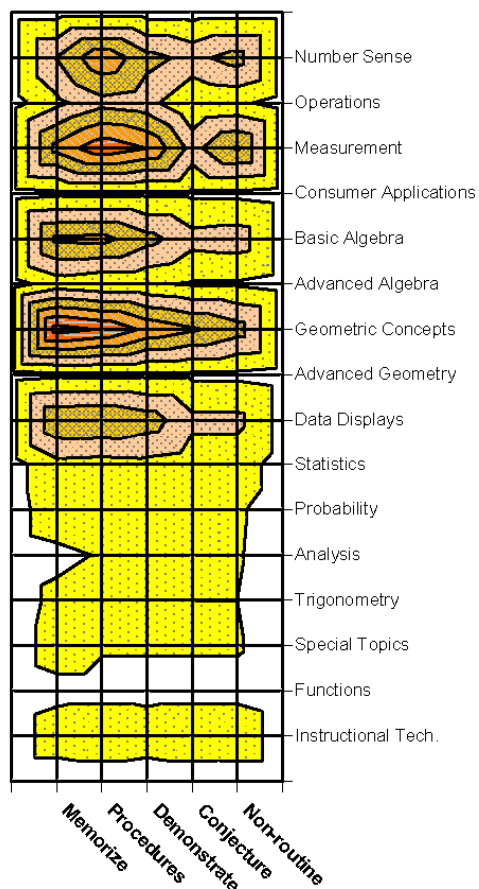 Number Sense
Operations
Measurement
Consumer Applications
Basic Algebra
Advanced Algebra
Geometric Concepts
Advanced Geometry
Data Displays
Statistics
Probability
Analysis
Trigonometry
Special Topics
Functions
Instructional Tech.
Memorize
Procedures
Demonstrate
Conjecture
Non-routine